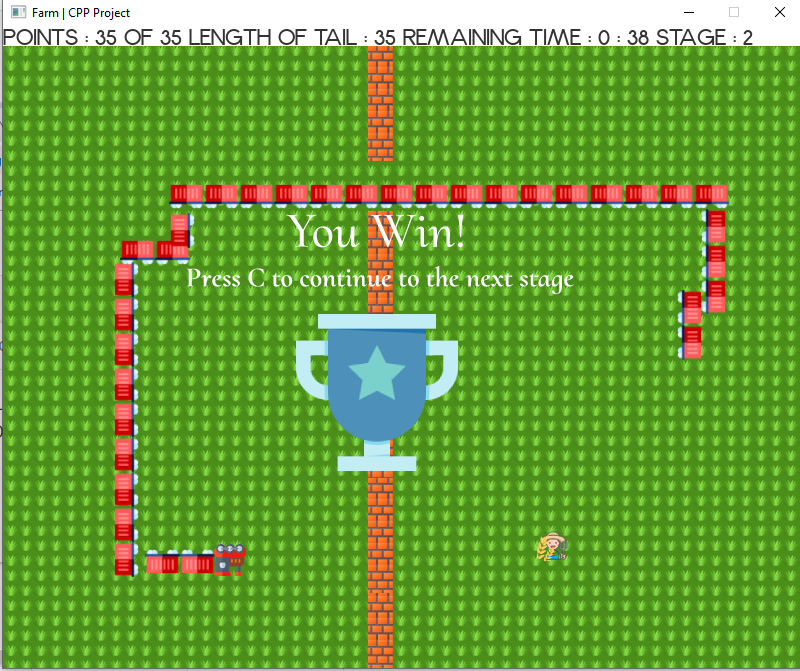 Farm | CPP Project
POINTS : 35 OF 35 LENGTH OF TAIL : 35 REMAINING TIME : 0 : 38 STAGE : 2
You Win!
Press C to continue to the next stage